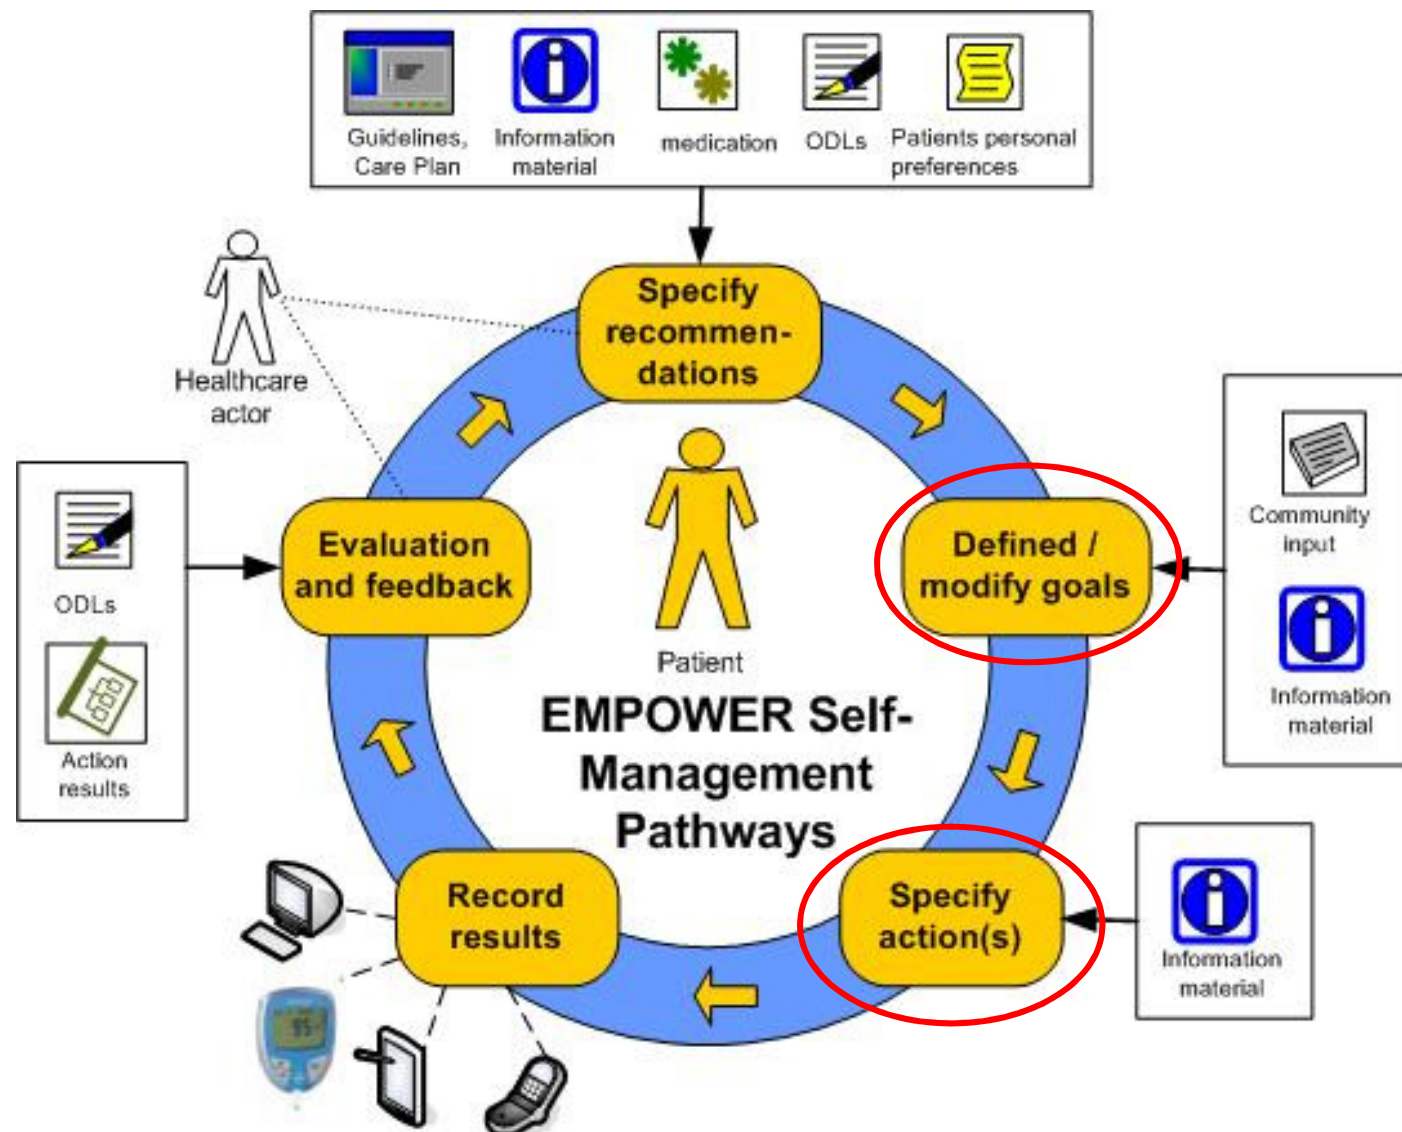 Guidelines,
Care Plan
Information
material
medication
ODLs
Patients personal
preferences
Specify
recommen-
dations
Healthcare
actor
Defined /
modify goals
Community
input
Information
material
Evaluation
and feedback
ODLs
Action
results
Patient
EMPOWER Self-
Management
Pathways
Specify
action(s)
Information
material
Record
results
95